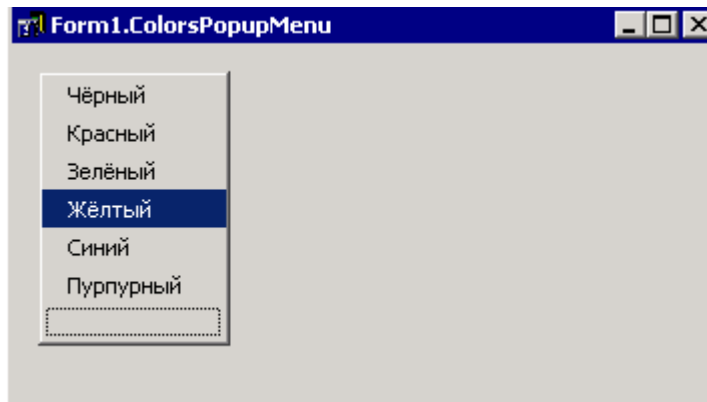 Form1.ColorsPopupMenu
Чёрный
Красный
Зелёный
Жёлтый
Синий
Пурпурный